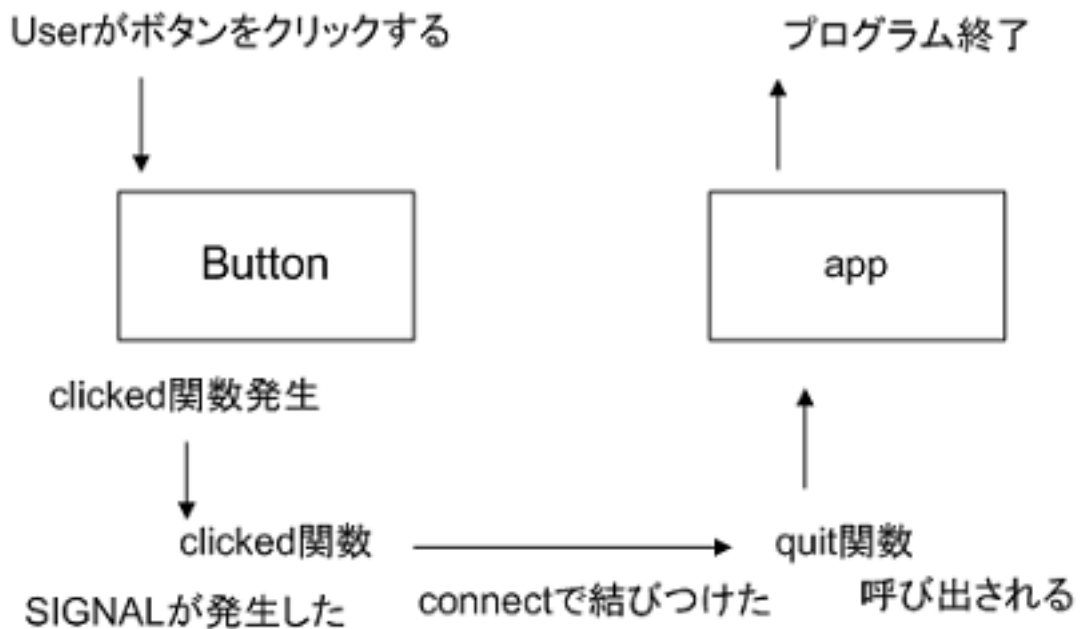 Userがボタンをクリックする
プログラム終了
Button
app
clicked関数発生
clicked関数
quit関数
SIGNALが発生した
connectで結びつけた
呼び出される